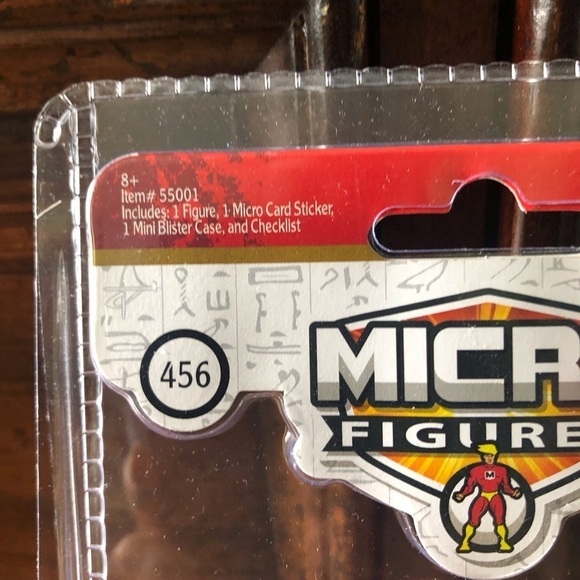 8+
Item# 55001
Includes: 1 Figure, 1 Micro Card Sticker,
1 Mini Blister Case, and Checklist
456
MICR
FIGURE
M